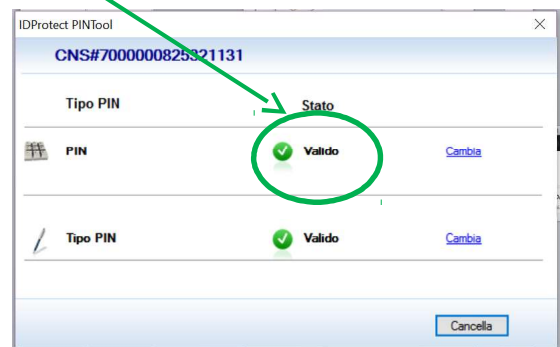 IDProtect PINTool
CNS#7000000825321131
Tipo PIN Stato
PIN Valido Cambia
Tipo PIN Valido Cambia
Cancella